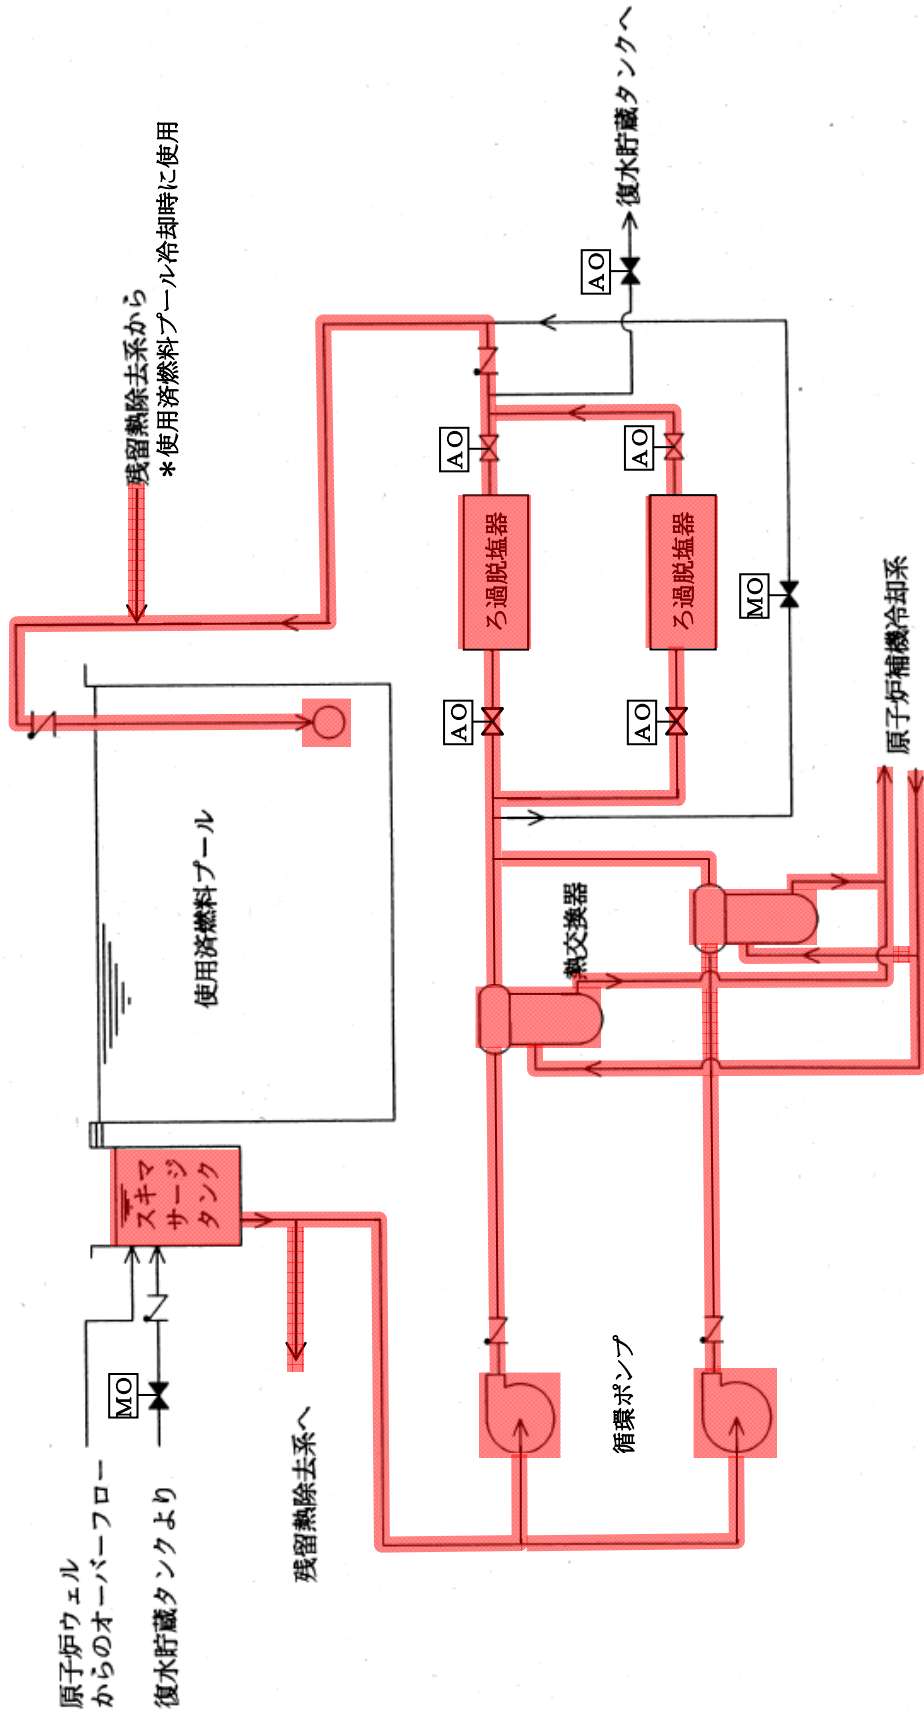 原子炉ウェル
からのオーバーフロー
復水貯蔵タンクより
MO
スキマ
サージ
タンク
残留熱除去系へ
使用済燃料プール
残留熱除去系から
*使用済燃料プール冷却時に使用
循環ポンプ
熱交換器
原子炉補機冷却系
AO
AO
ろ過脱塩器
ろ過脱塩器
AO
AO
MO
AO
復水貯蔵タンクへ